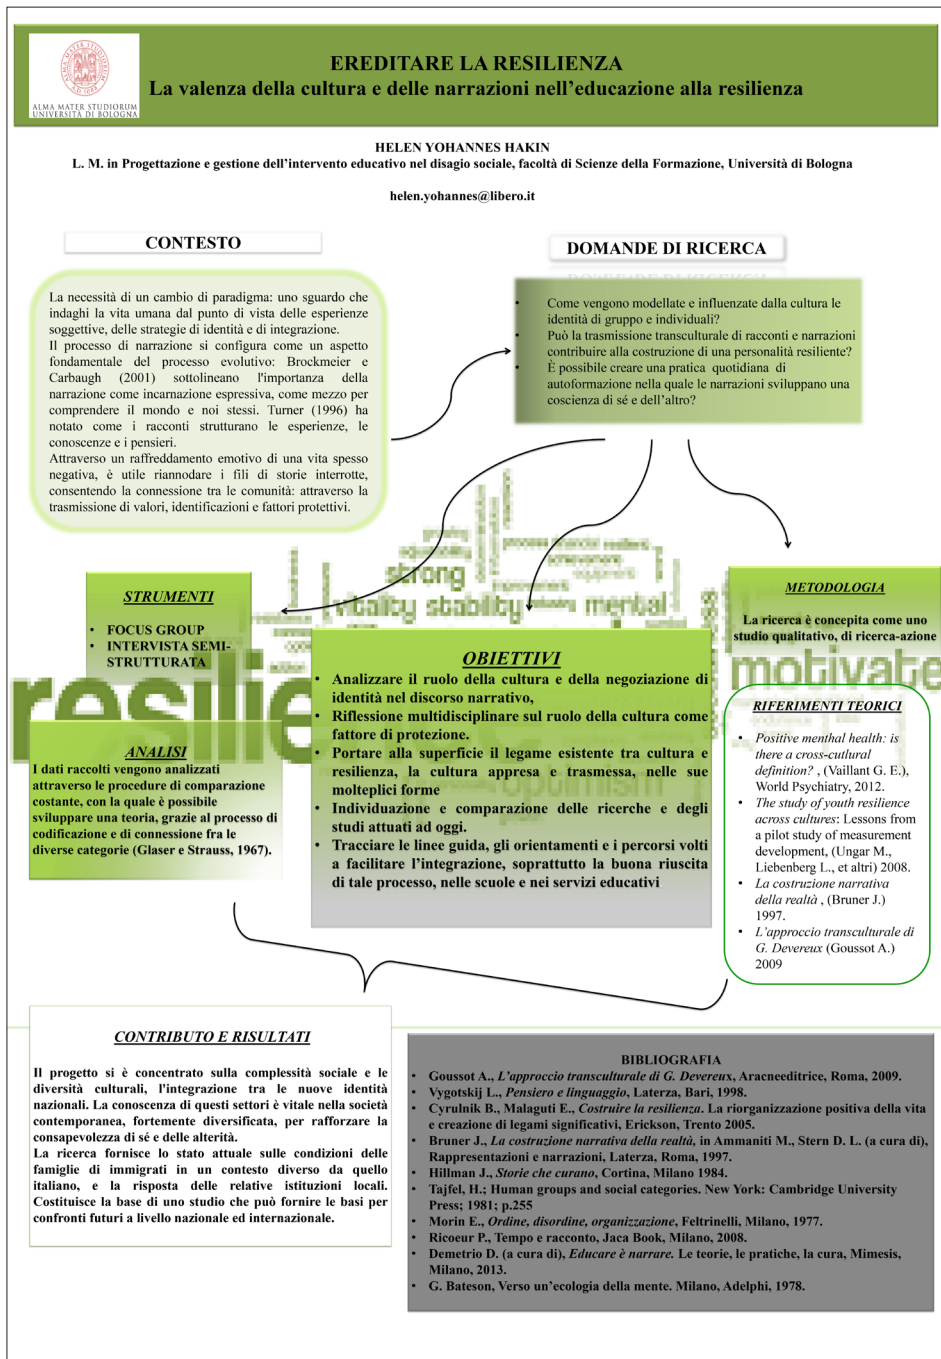 EREDITARE LA RESILIENZA
La valenza della cultura e delle narrazioni nell'educazione alla resilienza
ALMA MATER STUDIORUM
A.D. 1088
ALMA MATER STUDIORUM
UNIVERSITÀ DI BOLOGNA
HELEN YOHANNES HAKIN
L. M. in Progettazione e gestione dell'intervento educativo nel disagio sociale, facoltà di Scienze della Formazione, Università di Bologna
helen.yohannes@libero.it
CONTESTO
La necessità di un cambio di paradigma: uno sguardo che
indaghi la vita umana dal punto di vista delle esperienze
soggettive, delle strategie di identità e di integrazione.
Il processo di narrazione si configura come un aspetto
fondamentale del processo evolutivo: Brockmeier e
Carbaugh (2001) sottolineano l'importanza della
narrazione come incarnazione espressiva, come mezzo per
comprendere il mondo e noi stessi. Turner (1996) ha
notato come i racconti strutturano le esperienze, le
conoscenze e i pensieri.
Attraverso un raffreddamento emotivo di una vita spesso
negativa, è utile riannodare i fili di storie interrotte,
consentendo la connessione tra le comunità: attraverso la
trasmissione di valori, identificazioni e fattori protettivi.
DOMANDE DI RICERCA
• Come vengono modellate e influenzate dalla cultura le
identità di gruppo e individuali?
• Può la trasmissione transculturale di racconti e narrazioni
contribuire alla costruzione di una personalità resiliente?
• È possibile creare una pratica quotidiana di
autoformazione nella quale le narrazioni sviluppano una
coscienza di sé e dell'altro?
strong
vitality stability
mental
resilie
motivate
optimism
STRUMENTI
• FOCUS GROUP
• INTERVISTA SEMI-
STRUTTURATA
METODOLOGIA
La ricerca è concepita come uno
studio qualitativo, di ricerca-azione
OBIETTIVI
• Analizzare il ruolo della cultura e della negoziazione di
identità nel discorso narrativo,
• Riflessione multidisciplinare sul ruolo della cultura come
fattore di protezione.
• Portare alla superficie il legame esistente tra cultura e
resilienza, la cultura appresa e trasmessa, nelle sue
molteplici forme
• Individuazione e comparazione delle ricerche e degli
studi attuati ad oggi.
• Tracciare le linee guida, gli orientamenti e i percorsi volti
a facilitare l'integrazione, soprattutto la buona riuscita
di tale processo, nelle scuole e nei servizi educativi
ANALISI
I dati raccolti vengono analizzati
attraverso le procedure di comparazione
costante, con la quale è possibile
sviluppare una teoria, grazie al processo di
codificazione e di connessione fra le
diverse categorie (Glaser e Strauss, 1967).
RIFERIMENTI TEORICI
• Positive menthal health: is
there a cross-cutlural
definition? , (Vaillant G. E.),
World Psychiatry, 2012.
• The study of youth resilience
across cultures: Lessons from
a pilot study of measurement
development, (Ungar M.,
Liebenberg L., et altri) 2008.
• La costruzione narrativa
della realtà , (Bruner J.)
1997.
• L'approccio transculturale di
G. Devereux (Goussot A.)
2009
CONTRIBUTO E RISULTATI
Il progetto si è concentrato sulla complessità sociale e le
diversità culturali, l'integrazione tra le nuove identità
nazionali. La conoscenza di questi settori è vitale nella società
contemporanea, fortemente diversificata, per rafforzare la
consapevolezza di sé e delle alterità.
La ricerca fornisce lo stato attuale sulle condizioni delle
famiglie di immigrati in un contesto diverso da quello
italiano, e la risposta delle relative istituzioni locali.
Costituisce la base di uno studio che può fornire le basi per
confronti futuri a livello nazionale ed internazionale.
BIBLIOGRAFIA
• Goussot A., L'approccio transculturale di G. Devereux, Aracneeditrice, Roma, 2009.
• Vygotskij L., Pensiero e linguaggio, Laterza, Bari, 1998.
• Cyrulnik B., Malaguti E., Costruire la resilienza. La riorganizzazione positiva della vita
e creazione di legami significativi, Erickson, Trento 2005.
• Bruner J., La costruzione narrativa della realtà, in Ammaniti M., Stern D. L. (a cura di),
Rappresentazioni e narrazioni, Laterza, Roma, 1997.
• Hillman J., Storie che curano, Cortina, Milano 1984.
• Tajfel, H.; Human groups and social categories. New York: Cambridge University
Press; 1981; p.255
• Morin E., Ordine, disordine, organizzazione, Feltrinelli, Milano, 1977.
• Ricoeur P., Tempo e racconto, Jaca Book, Milano, 2008.
• Demetrio D. (a cura di), Educare è narrare. Le teorie, le pratiche, la cura, Mimesis,
Milano, 2013.
• G. Bateson, Verso un'ecologia della mente. Milano, Adelphi, 1978.